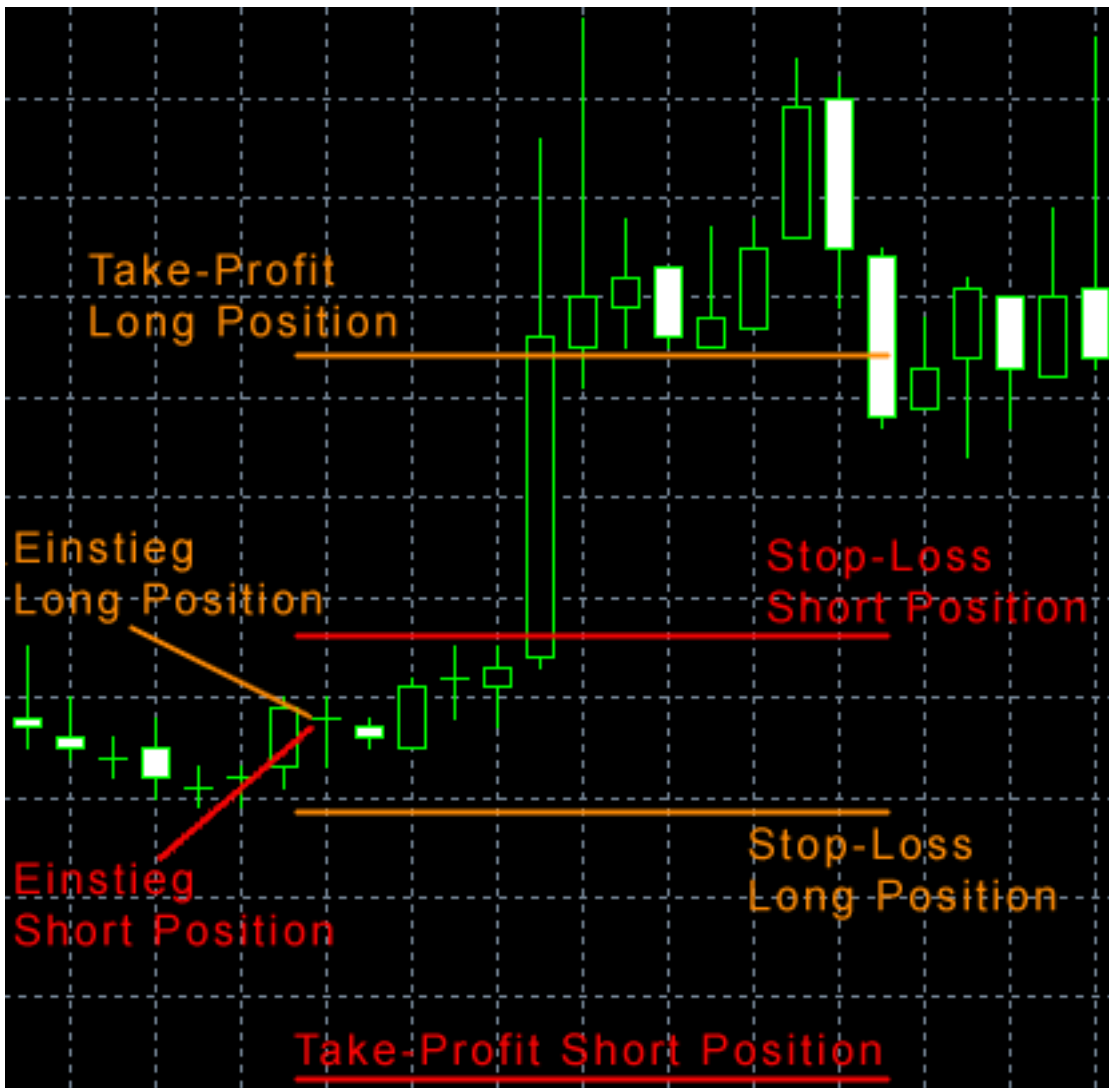 Take-Profit
Long Position
Einstieg
Long Position
Stop-Loss
Short Position
Stop-Loss
Long Position
Einstieg
Short Position
Take-Profit Short Position